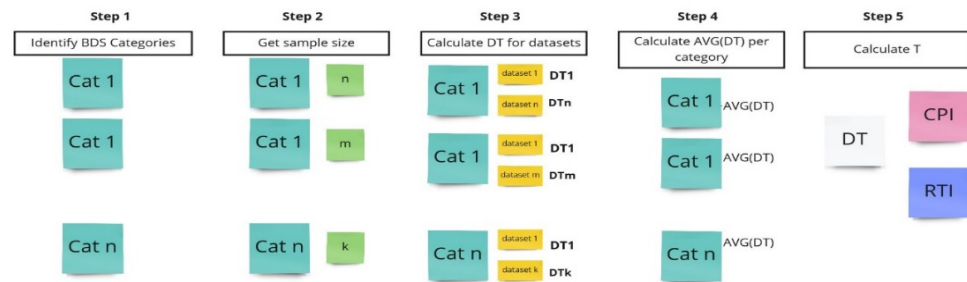 Step 1
Step 2
Step 3
Step 4
Step 5
Identify BDS Categories
Get sample size
Calculate DT for datasets
Calculate AVG(DT) per
category
Calculate T
Cat 1
Cat 1
Cat n
Cat 1
n
Cat 1
m
Cat n
k
Cat 1
dataset 1
DT1
dataset n
DTn
Cat 1
dataset 1
DT1
dataset m
DTm
Cat n
dataset 1
DT1
dataset k
DTk
Cat 1
AVG(DT)
Cat 1
AVG(DT)
Cat n
AVG(DT)
DT
CPI
RTI